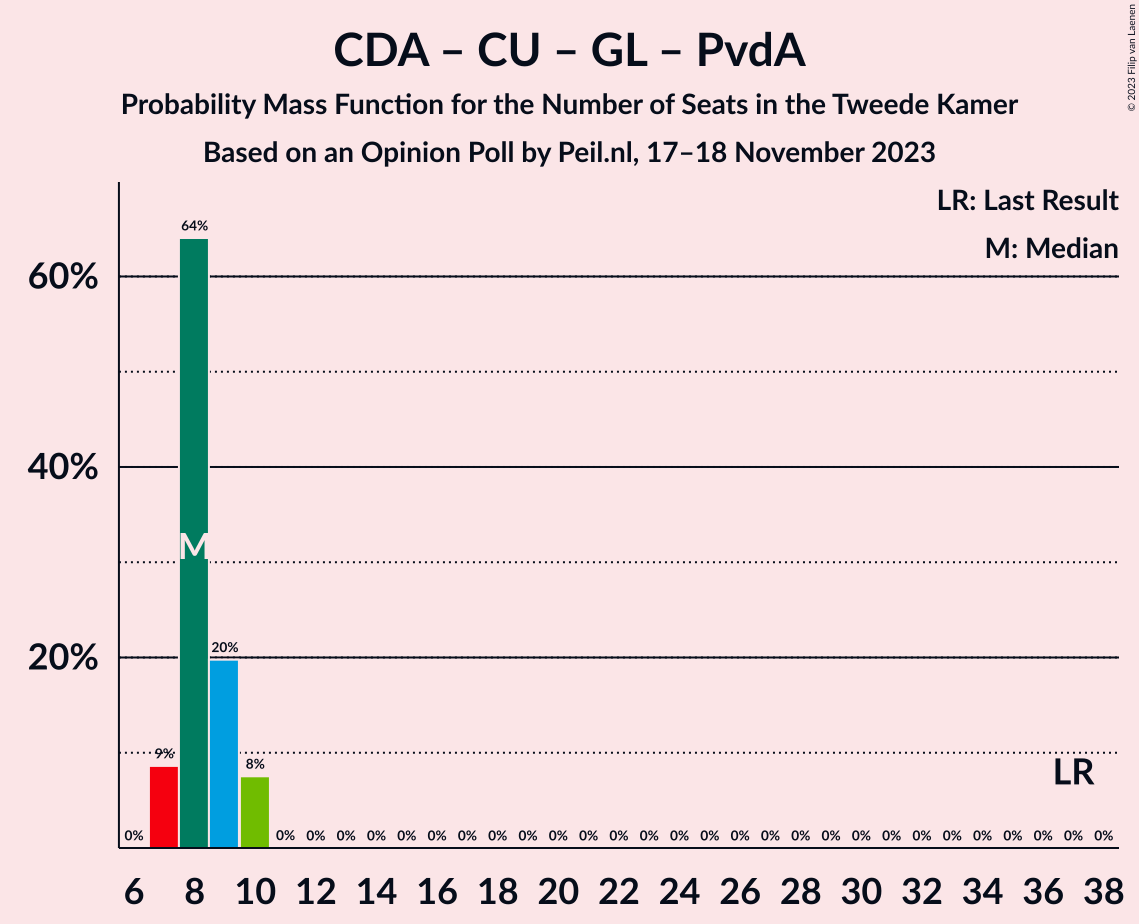 CDA – CU – GL – PvdA
Probability Mass Function for the Number of Seats in the Tweede Kamer
Based on an Opinion Poll by Peil.nl, 17–18 November 2023
© 2023 Filip van Laenen
LR: Last Result
M: Median
64%
60%
40%
M
20%
20%
9%
8%
LR
0% 0% 0% 0% 0% 0% 0% 0% 0% 0% 0% 0% 0% 0% 0% 0% 0% 0% 0% 0% 0% 0% 0% 0% 0% 0% 0% 0% 0%
6 8 10 12 14 16 18 20 22 24 26 28 30 32 34 36 38